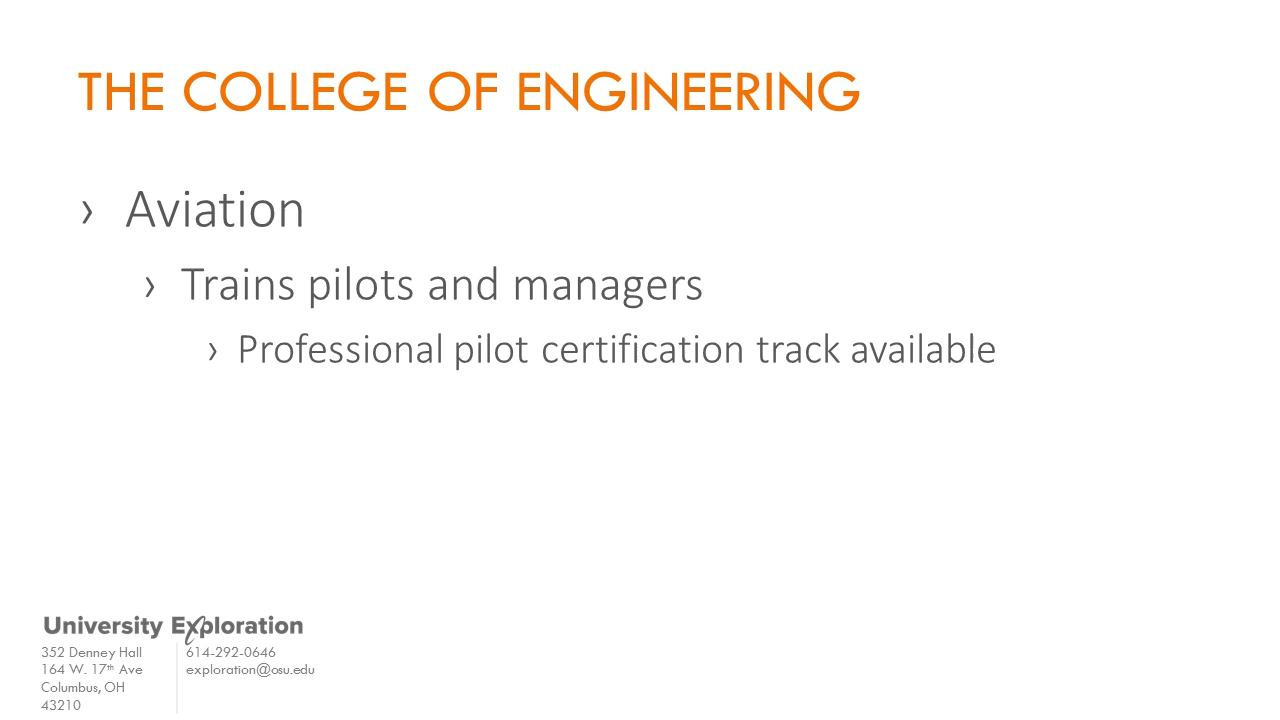 THE COLLEGE OF ENGINEERING
› Aviation
› Trains pilots and managers
› Professional pilot certification track available
University Exploration
352 Denney Hall
164 W. 17th Ave
Columbus, OH
43210
614-292-0646
exploration@osu.edu